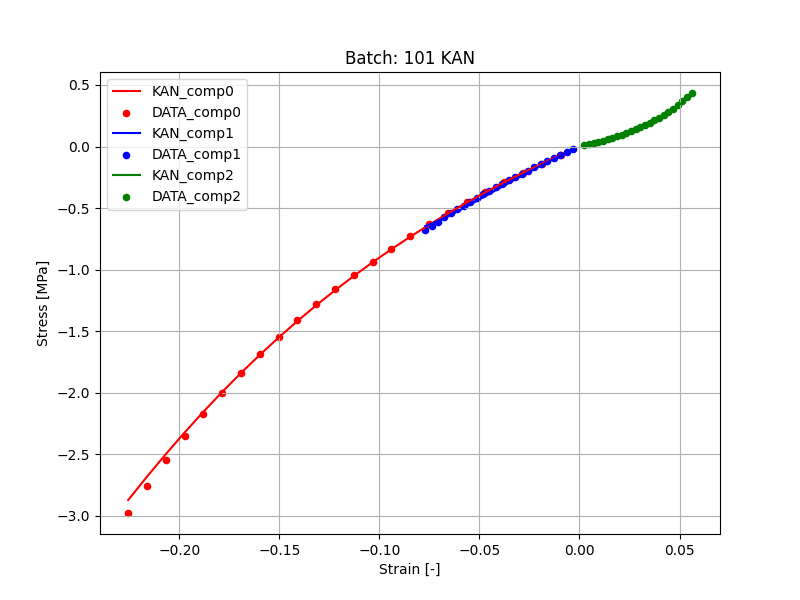 Batch: 101 KAN
KAN_comp0
DATA_comp0
KAN_comp1
DATA_comp1
KAN_comp2
DATA_comp2
Stress [MPa]
0.5
0.0
−0.5
−1.0
−1.5
−2.0
−2.5
−3.0
−0.20 −0.15 −0.10 −0.05 0.00 0.05
Strain [-]